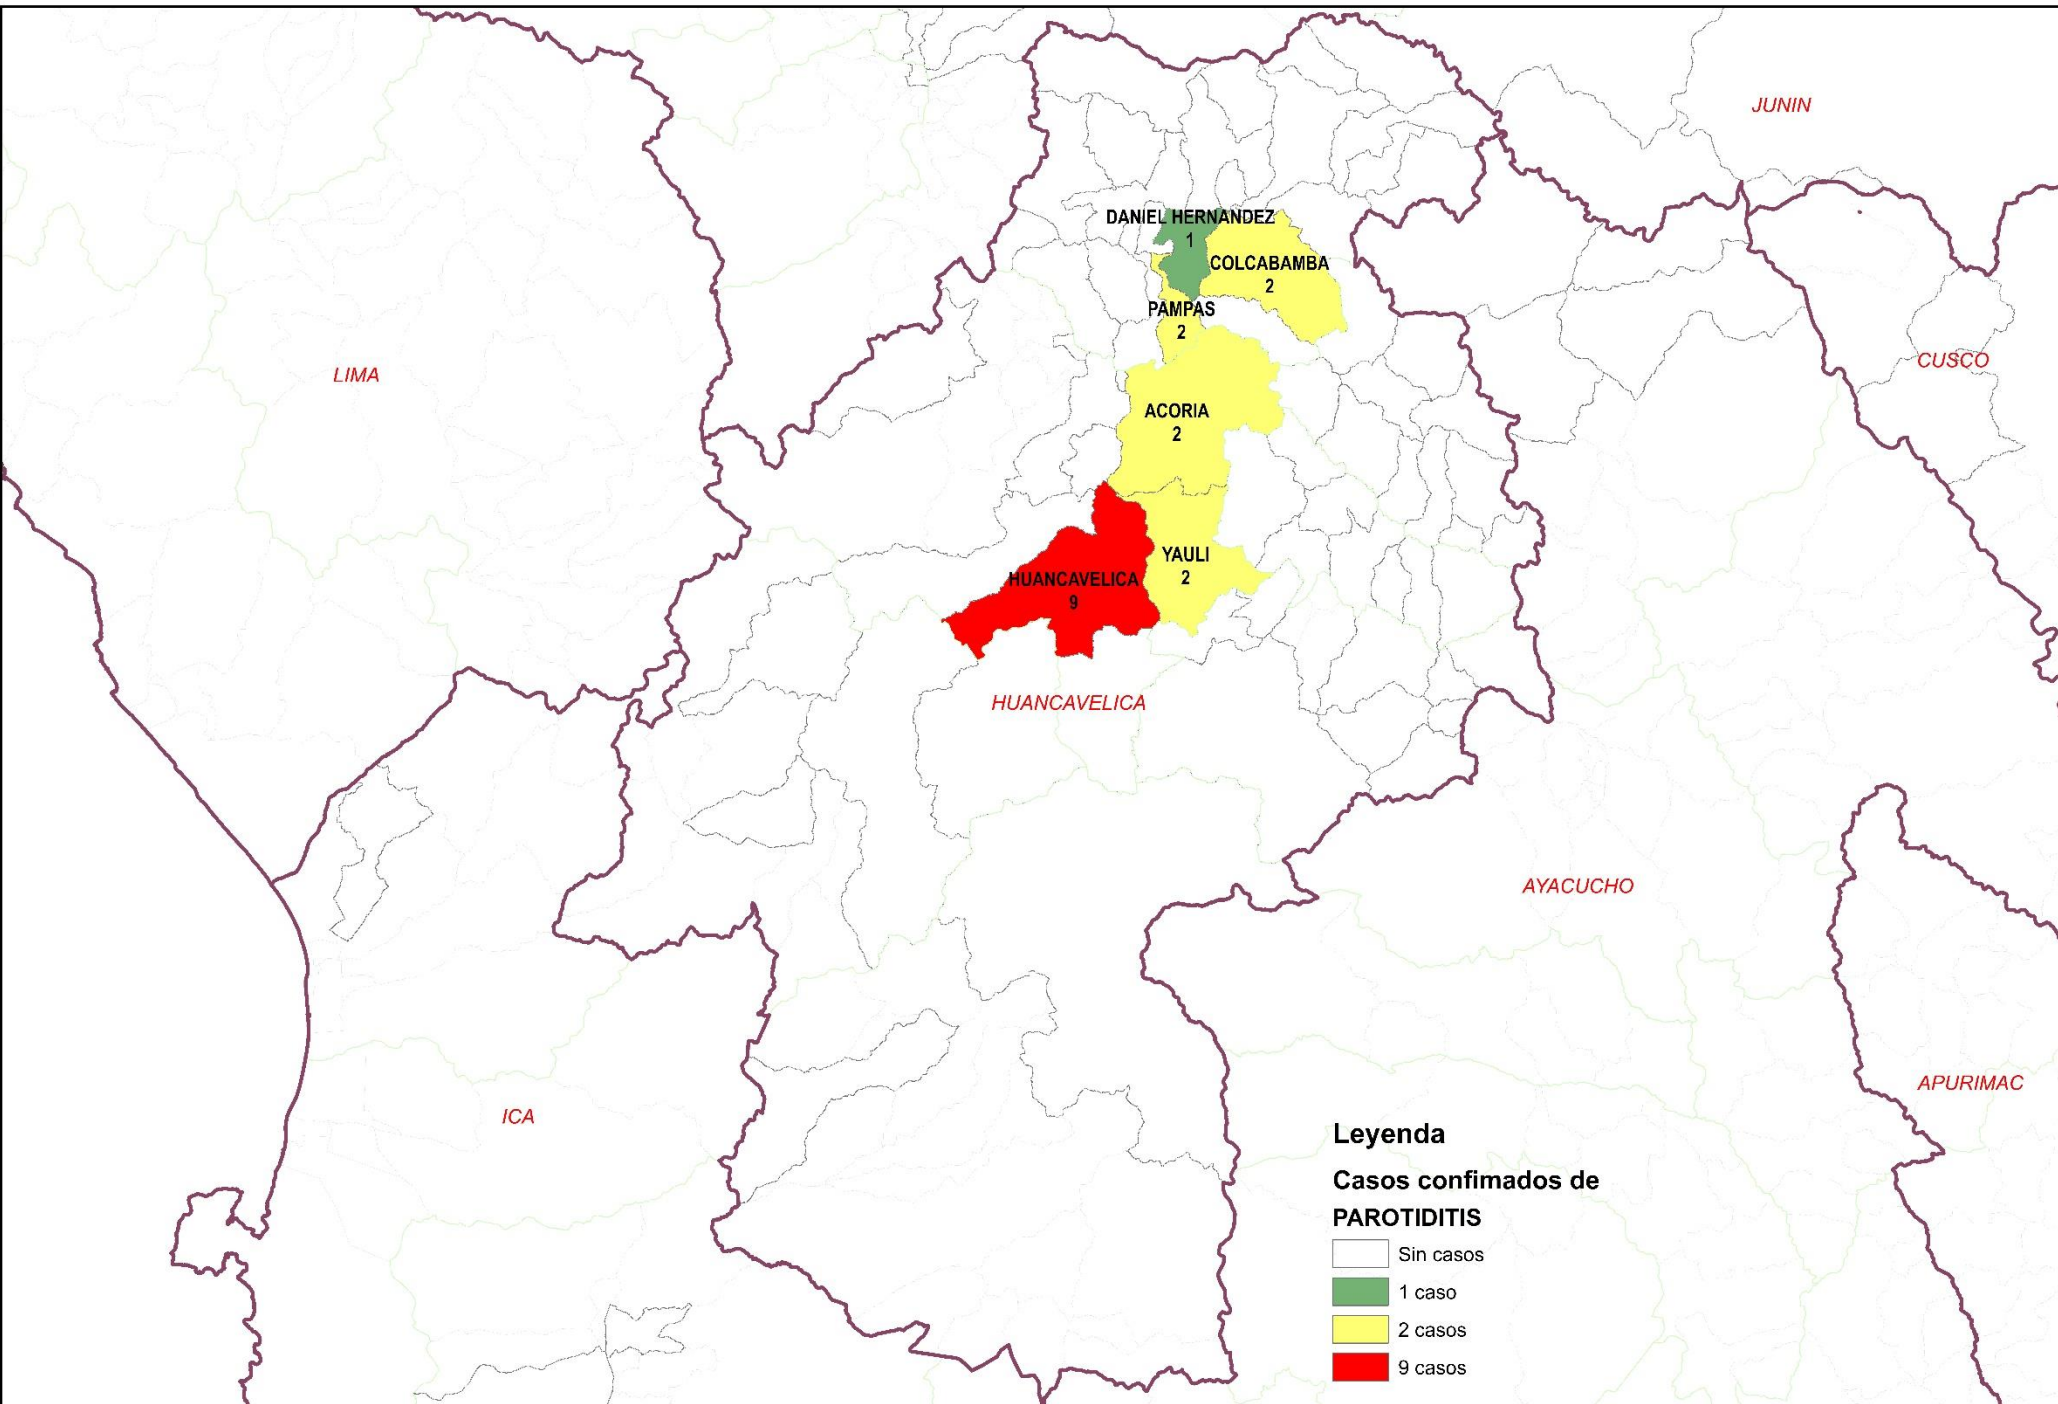 JUNIN
DANIEL HERNANDEZ
1
COLCABAMBA
2
PAMPAS
2
LIMA
CUSCO
ACORIA
2
YAULI
2
HUANCAVELICA
9
HUANCAVELICA
AYACUCHO
APURIMAC
ICA
Leyenda
Casos confimados de
PAROTIDITIS
Sin casos
1 caso
2 casos
9 casos